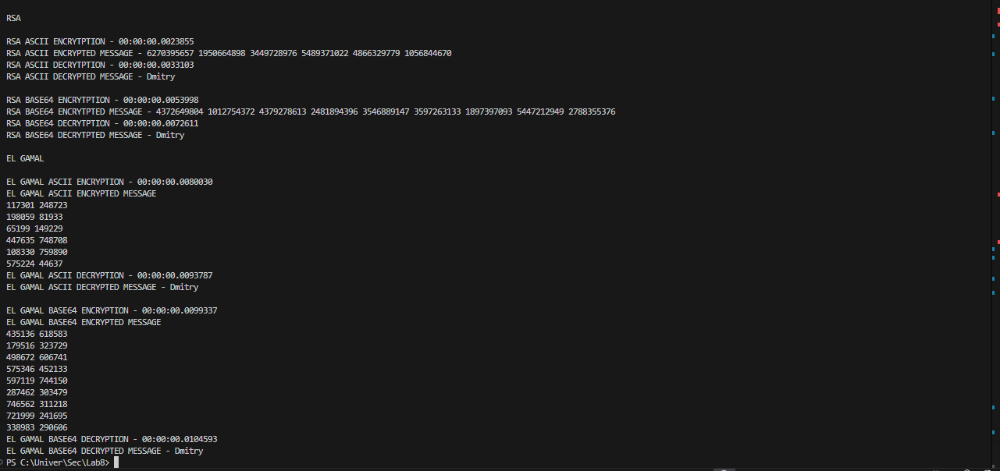 RSA
RSA ASCII ENCRYTPTION - 00:00:00.0023855
RSA ASCII ENCRYPTED MESSAGE - 6270395657 1950664898 3449728976 5489371022 4866329779 1056844670
RSA ASCII DECRYTPTION - 00:00:00.0033103
RSA ASCII DECRYPTED MESSAGE - Dmitry
RSA BASE64 ENCRYTPTION - 00:00:00.0053998
RSA BASE64 ENCRYTPTED MESSAGE - 4372649804 1012754372 4379278613 2481894396 3546889147 3597263133 1897397093 5447212949 2788355376
RSA BASE64 DECRYTPTION - 00:00:00.0072611
RSA BASE64 DECRYTPTED MESSAGE - Dmitry
EL GAMAL
EL GAMAL ASCII ENCRYPTION - 00:00:00.0080030
EL GAMAL ASCII ENCRYPTED MESSAGE
117301 248723
198059 81933
65199 149229
447635 748708
108330 759890
575224 44637
EL GAMAL ASCII DECRYPTION - 00:00:00.0093787
EL GAMAL ASCII DECRYPTED MESSAGE - Dmitry
EL GAMAL BASE64 ENCRYPTION - 00:00:00.0099337
EL GAMAL BASE64 ENCRYPTED MESSAGE
435136 618583
179516 323729
498672 606741
575346 452133
597119 744150
287462 303479
746562 311218
721999 241695
338983 290606
EL GAMAL BASE64 DECRYPTION - 00:00:00.0104593
EL GAMAL BASE64 DECRYPTED MESSAGE - Dmitry
PS C:\Univer\Sec\Lab8>